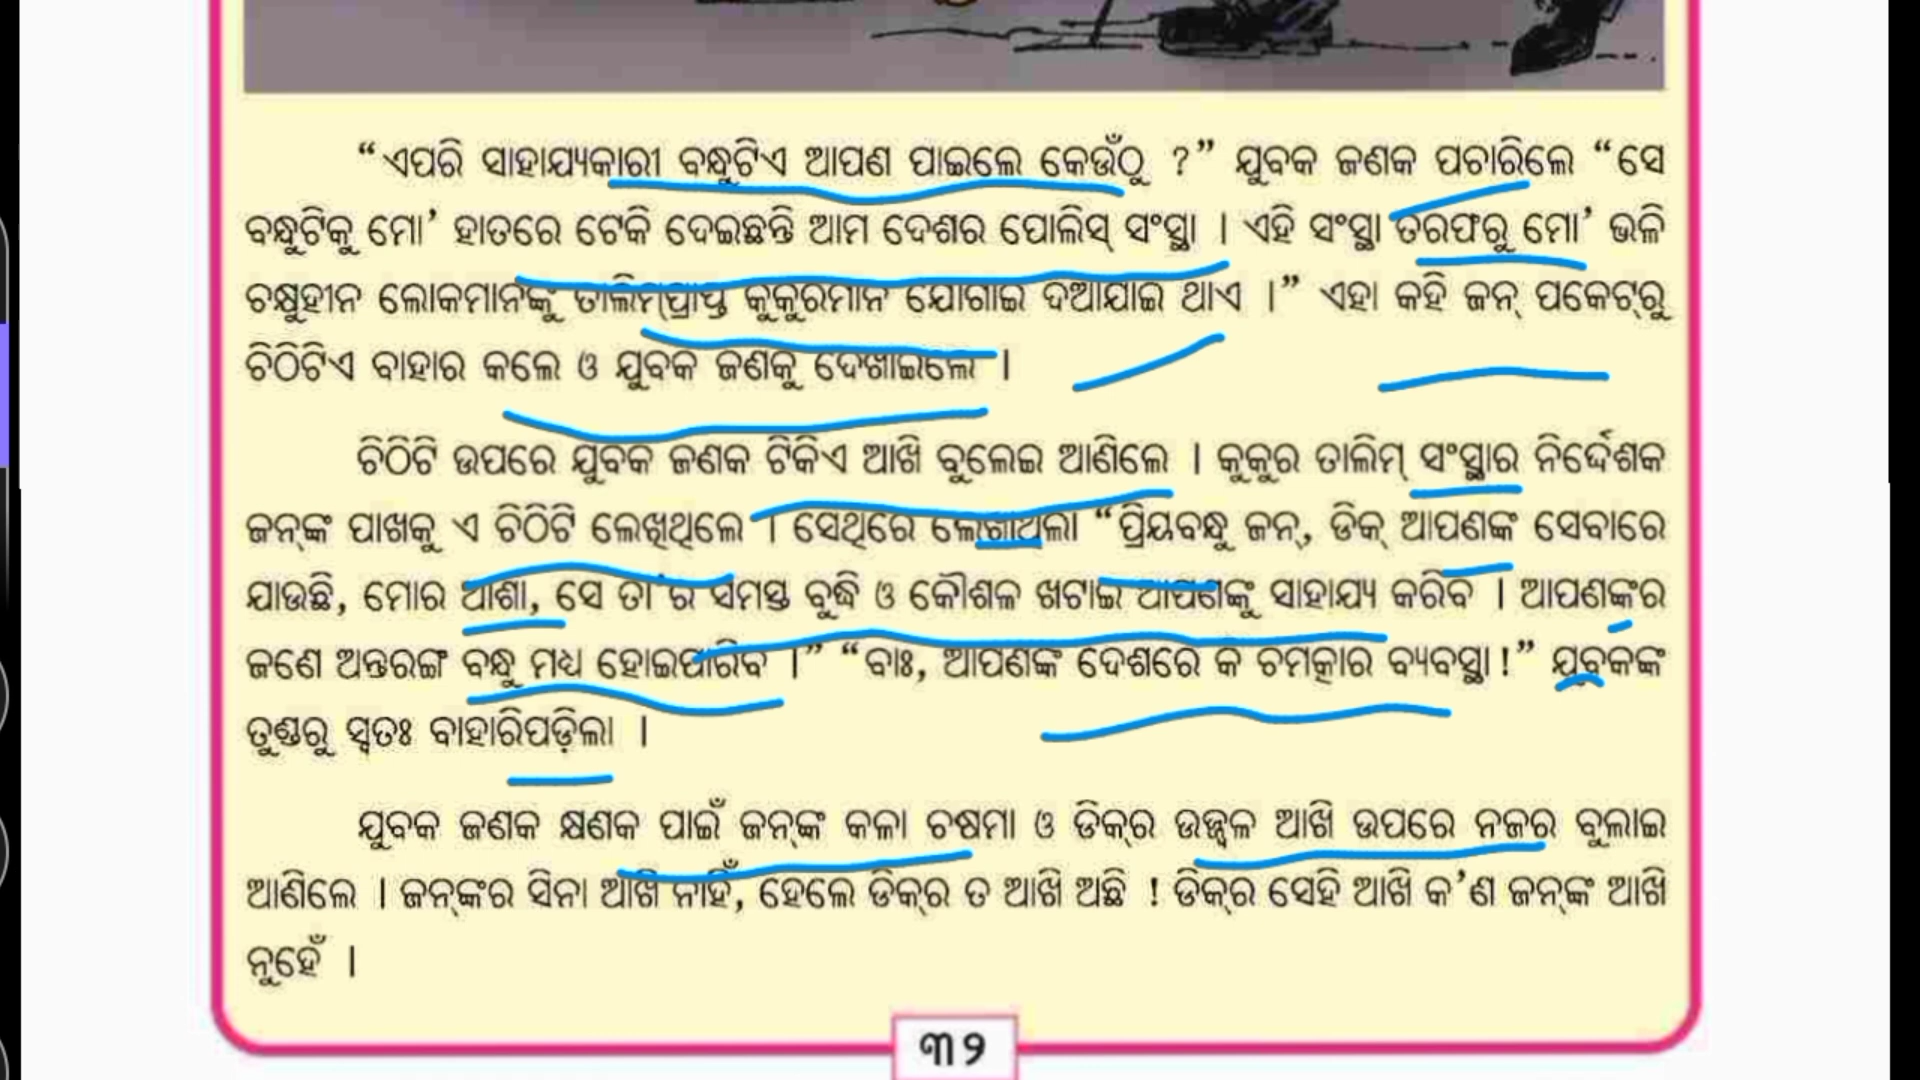 “ଏପରି ସାହାଯ୍ୟକାରୀ ବନ୍ଧୁଟିଏ ଆପଣ ପାଇଲେ କେଉଁଠୁ ?” ଯୁବକ ଜଣକ ପଚାରିଲେ “ସେ
ବନ୍ଧୁଟିକୁ ମୋ’ ହାତରେ ଟେକି ଦେଇଛନ୍ତି ଆମ ଦେଶର ପୋଲିସ୍ ସଂସ୍ଥା । ଏହି ସଂସ୍ଥା ତରଫରୁ ମୋ’ ଭଳି
ଚକ୍ଷୁହୀନ ଲୋକମାନଙ୍କୁ ତାଲିମ୍‌ପ୍ରାପ୍ତ କୁକୁରମାନ ଯୋଗାଇ ଦିଆଯାଇ ଥାଏ ।” ଏହା କହି ଜନ୍ ପକେଟ୍‌ରୁ
ଚିଠିଟିଏ ବାହାର କଲେ ଓ ଯୁବକ ଜଣକୁ ଦେଖାଇଲେ ।
ଚିଠିଟି ଉପରେ ଯୁବକ ଜଣକ ଟିକିଏ ଆଖି ବୁଲେଇ ଆଣିଲେ । କୁକୁର ତାଲିମ୍ ସଂସ୍ଥାର ନିର୍ଦ୍ଦେଶକ
ଜନ୍‌ଙ୍କ ପାଖକୁ ଏ ଚିଠିଟି ଲେଖିଥିଲେ । ସେଥିରେ ଲେଖାଥିଲା “ପ୍ରିୟବନ୍ଧୁ ଜନ୍, ଡିକ୍ ଆପଣଙ୍କ ସେବାରେ
ଯାଉଛି, ମୋର ଆଶା, ସେ ତା’ର ସମସ୍ତ ବୁଦ୍ଧି ଓ କୌଶଳ ଖଟାଇ ଆପଣଙ୍କୁ ସାହାଯ୍ୟ କରିବ । ଆପଣଙ୍କର
ଜଣେ ଅନ୍ତରଙ୍ଗ ବନ୍ଧୁ ମଧ୍ୟ ହୋଇପାରିବ ।” “ବାଃ, ଆପଣଙ୍କ ଦେଶରେ କି ଚମତ୍କାର ବ୍ୟବସ୍ଥା !” ଯୁବକଙ୍କ
ତୁଣ୍ଡରୁ ସ୍ୱତଃ ବାହାରିପଡ଼ିଲା ।
ଯୁବକ ଜଣକ କ୍ଷଣକ ପାଇଁ ଜନ୍‌ଙ୍କ କଳା ଚଷମା ଓ ଡିକ୍‌ର ଉଜ୍ଜ୍ୱଳ ଆଖି ଉପରେ ନଜର ବୁଲାଇ
ଆଣିଲେ । ଜନ୍‌ଙ୍କର ସିନା ଆଖି ନାହିଁ, ହେଲେ ଡିକ୍‌ର ତ ଆଖି ଅଛି ! ଡିକ୍‌ର ସେହି ଆଖି କ’ଣ ଜନ୍‌ଙ୍କ ଆଖି
ନୁହେଁ ।
୩୨